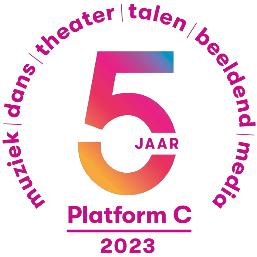 muziek | dans | theater | talen | beeldend | media
5
JAAR
Platform C
2023